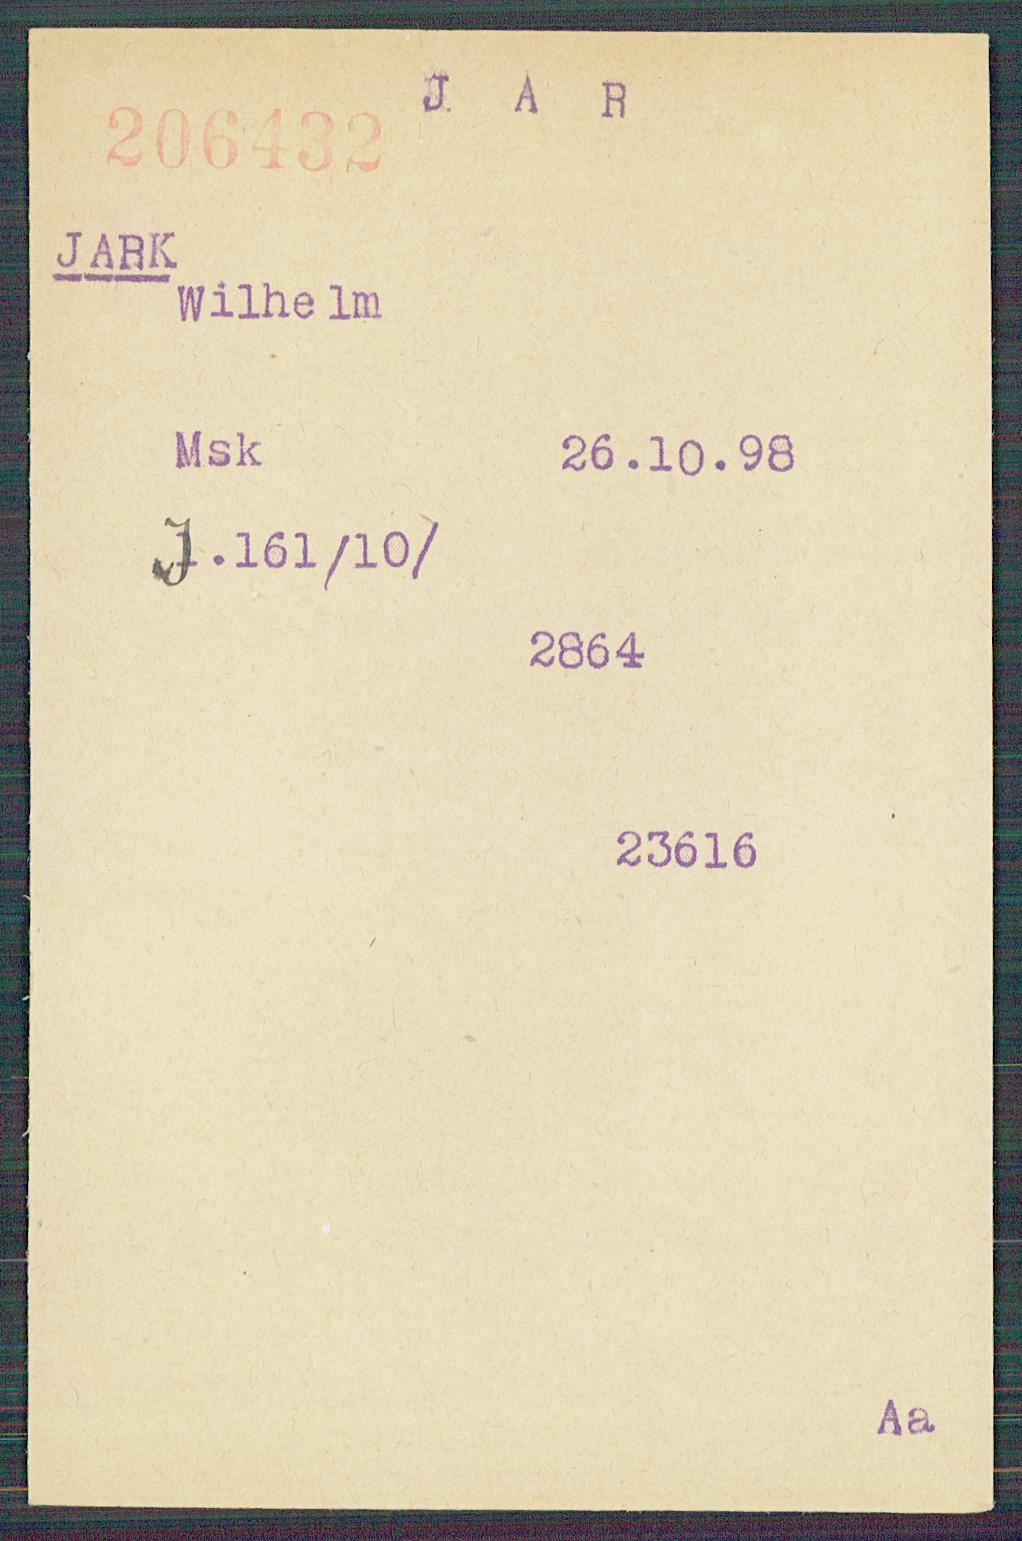 J A R
206432
JARK
Wilhelm
Msk 26.10.98
J.161/10/
2864
23616
Aa